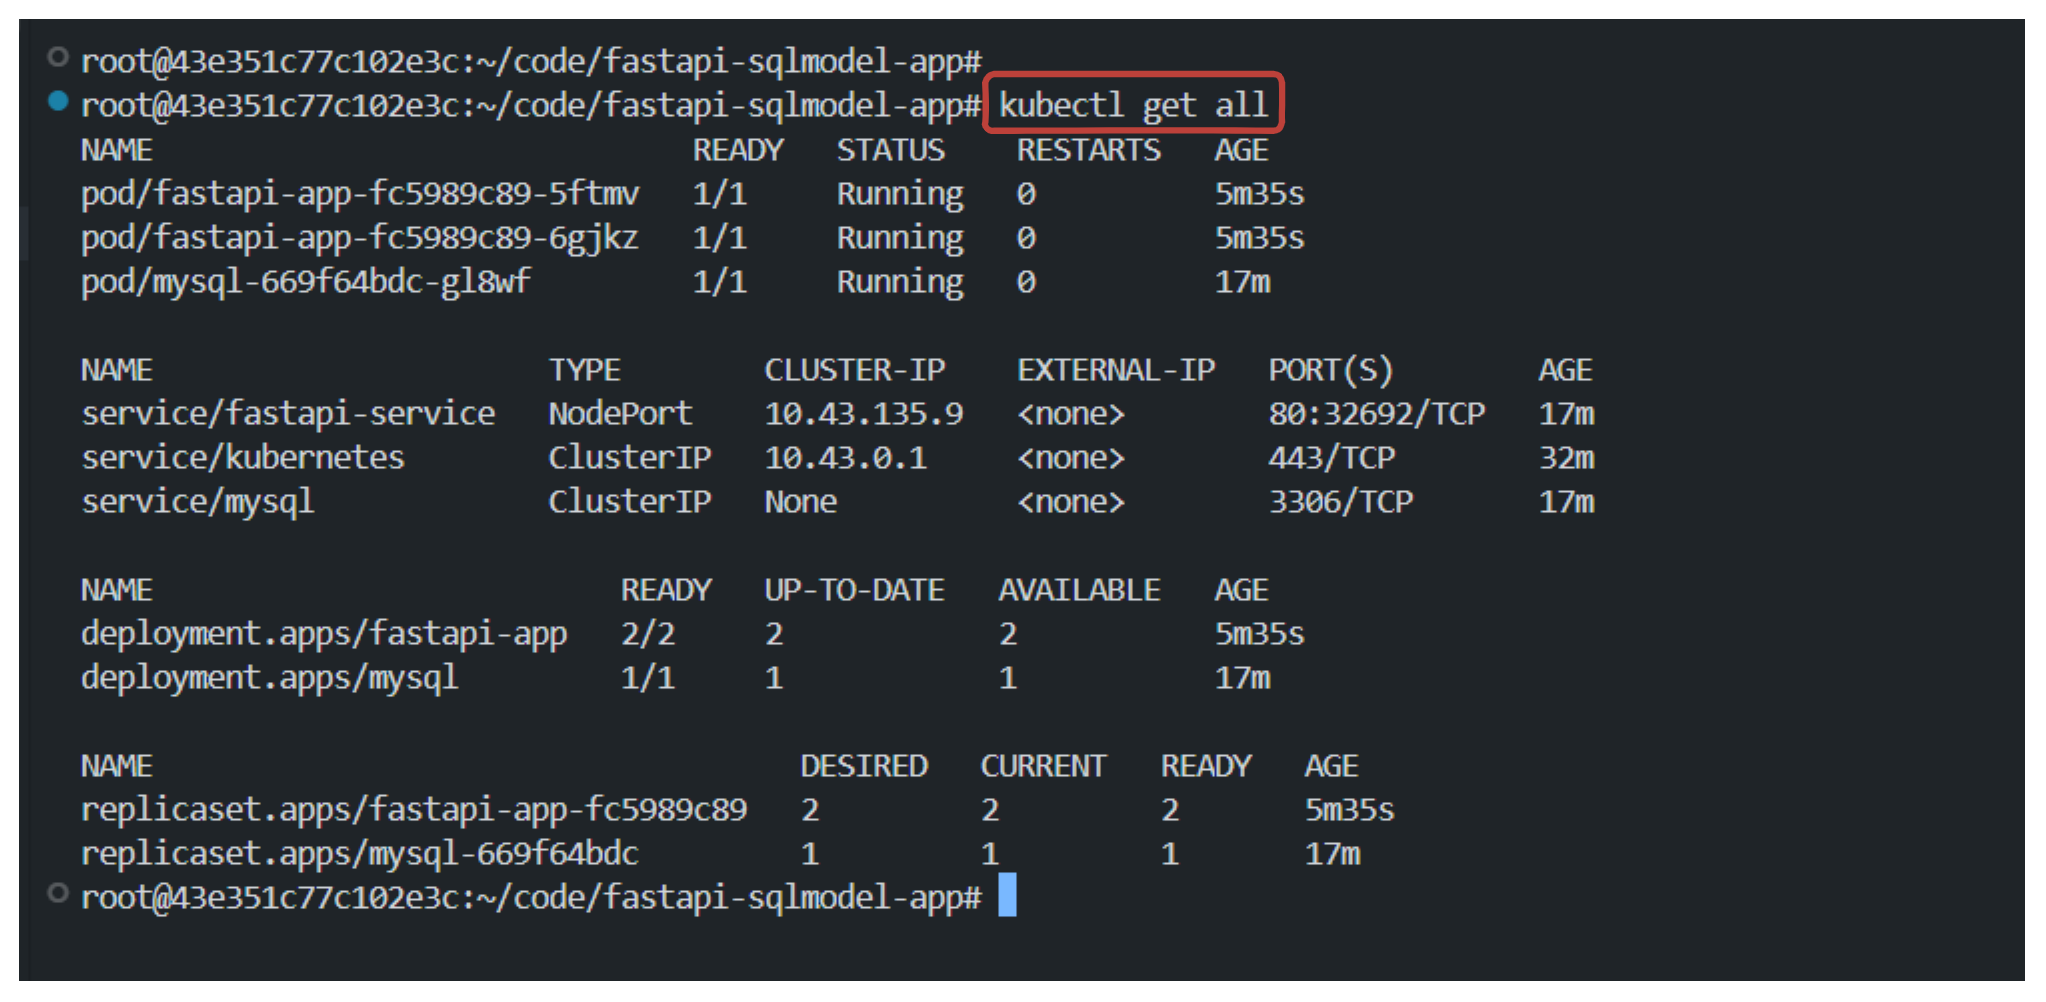 root@43e351c77c102e3c:~/code/fastapi-sqlmodel-app#
root@43e351c77c102e3c:~/code/fastapi-sqlmodel-app# kubectl get all
NAME                              READY   STATUS    RESTARTS   AGE
pod/fastapi-app-fc5989c89-5ftmv   1/1     Running   0          5m35s
pod/fastapi-app-fc5989c89-6gjkz   1/1     Running   0          5m35s
pod/mysql-669f64bdc-gl8wf         1/1     Running   0          17m
NAME                      TYPE        CLUSTER-IP    EXTERNAL-IP   PORT(S)        AGE
service/fastapi-service   NodePort    10.43.135.9   <none>        80:32692/TCP   17m
service/kubernetes        ClusterIP   10.43.0.1     <none>        443/TCP        32m
service/mysql             ClusterIP   None          <none>        3306/TCP       17m
NAME                          READY   UP-TO-DATE   AVAILABLE   AGE
deployment.apps/fastapi-app   2/2     2            2           5m35s
deployment.apps/mysql         1/1     1            1           17m
NAME                                    DESIRED   CURRENT   READY   AGE
replicaset.apps/fastapi-app-fc5989c89   2         2         2       5m35s
replicaset.apps/mysql-669f64bdc         1         1         1       17m
root@43e351c77c102e3c:~/code/fastapi-sqlmodel-app#